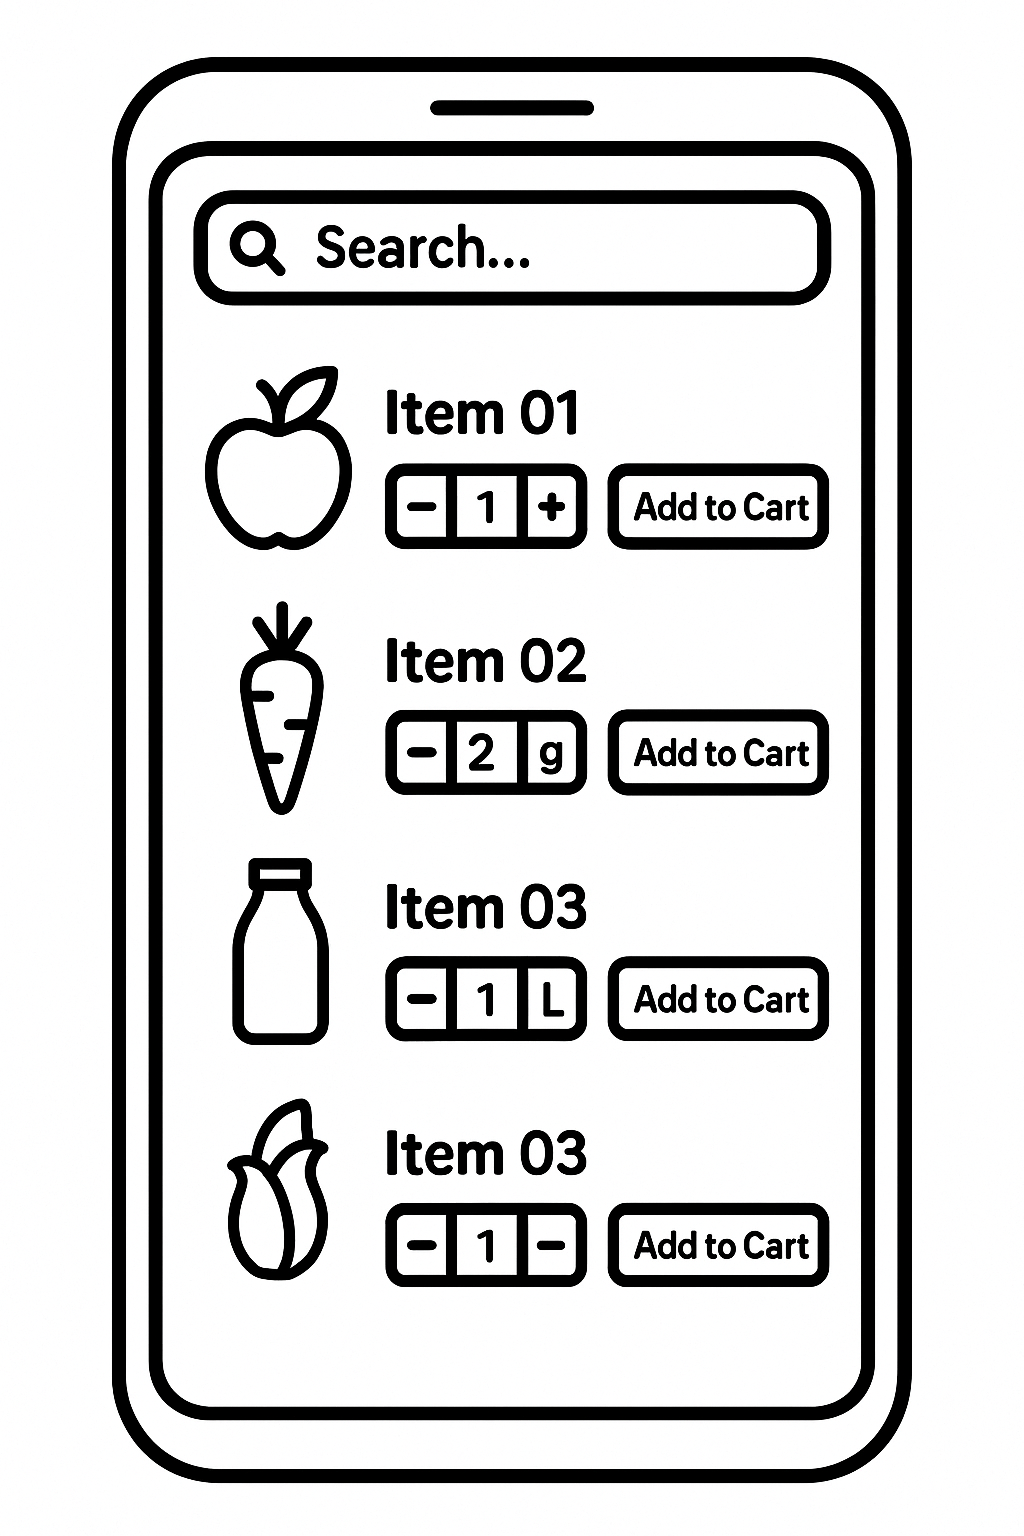 Search...
Item 01
− 1 + Add to Cart
Item 02
− 2 g Add to Cart
Item 03
− 1 L Add to Cart
Item 03
− 1 − Add to Cart